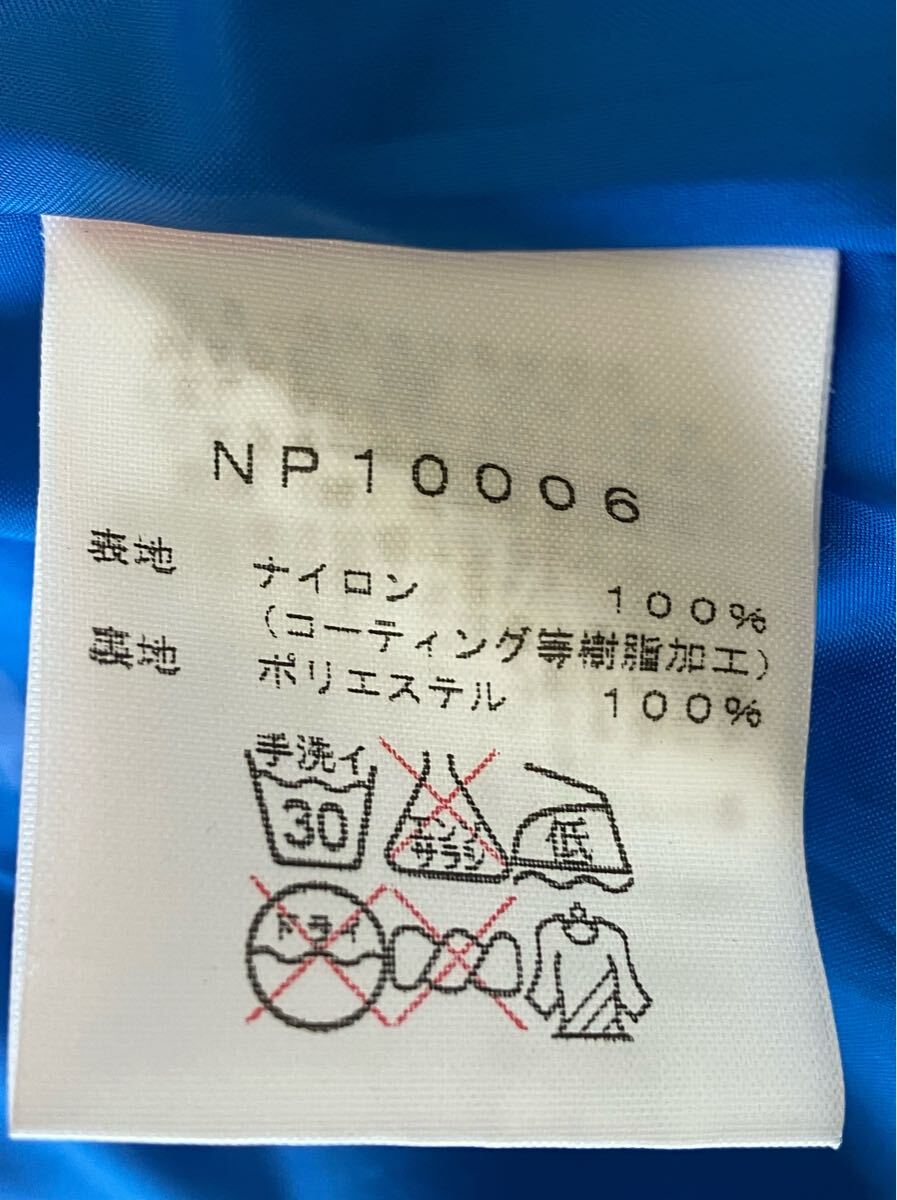 NP10006
表地 ナイロン 100%
(コーティング等樹脂加工)
裏地 ポリエステル 100%
手洗イ
30
エンソ
サラシ
低
ドライ